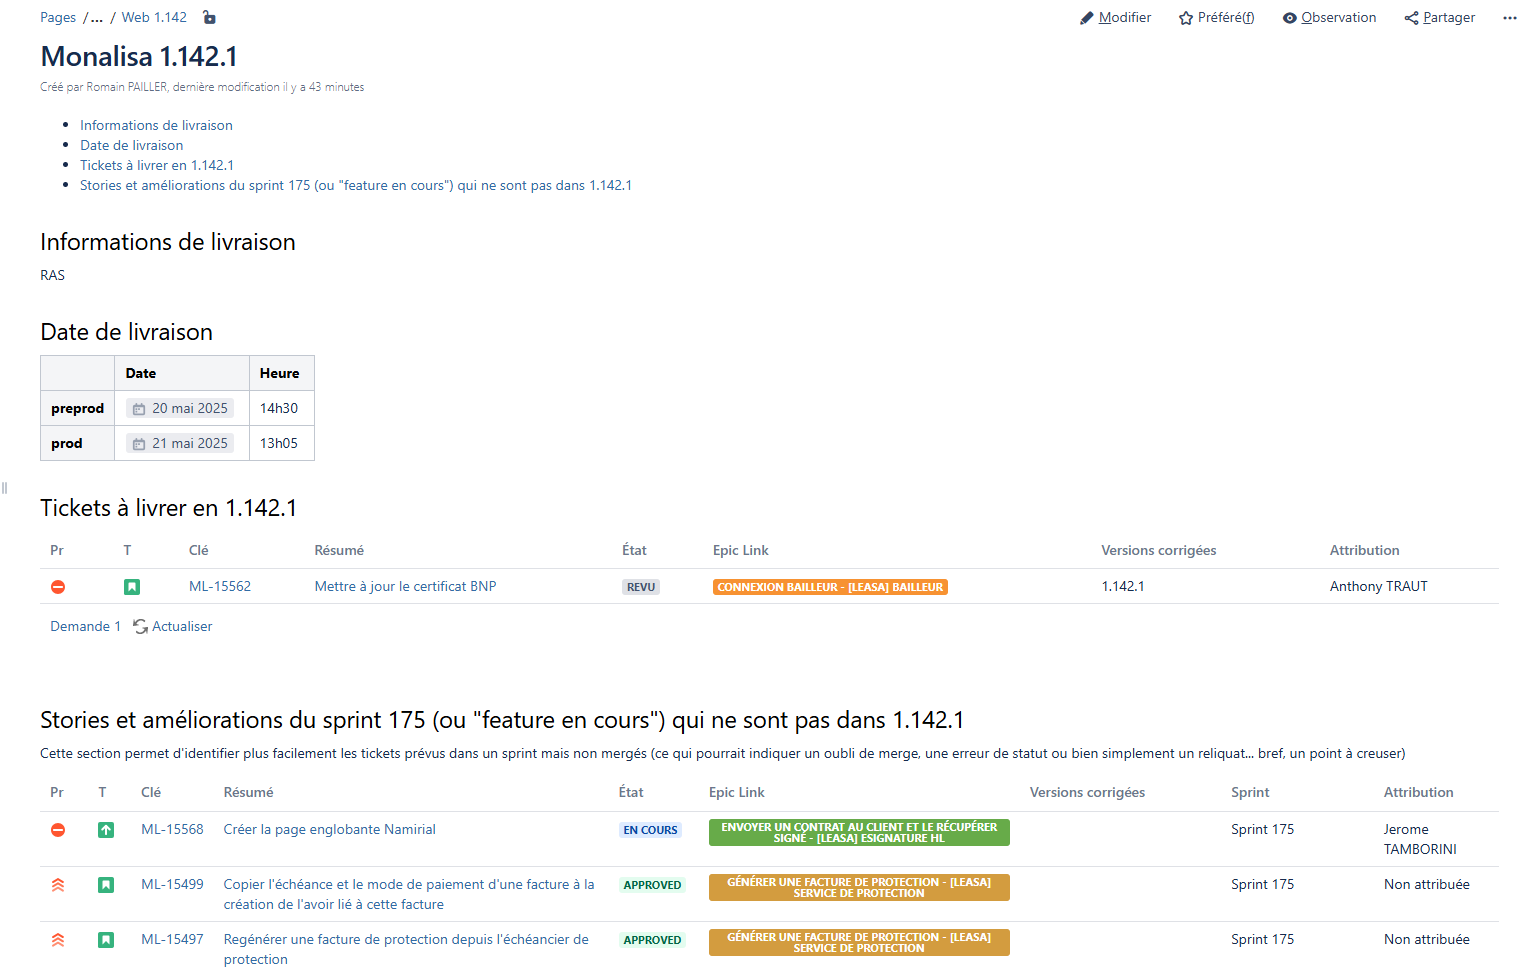 Pages /... / Web 1.142
Modifier Préféré(f) Observation Partager ...
Monalisa 1.142.1
Créé par Romain PAILLER, dernière modification il y a 43 minutes
Informations de livraison
Date de livraison
Tickets à livrer en 1.142.1
Stories et améliorations du sprint 175 (ou "feature en cours") qui ne sont pas dans 1.142.1
Informations de livraison
RAS
Date de livraison
Date Heure
preprod 20 mai 2025 14h30
prod 21 mai 2025 13h05
Tickets à livrer en 1.142.1
Pr T Clé Résumé État Epic Link Versions corrigées Attribution
ML-15562 Mettre à jour le certificat BNP REVU CONNEXION BAILLEUR - [LEASA] BAILLEUR 1.142.1 Anthony TRAUT
Demande 1 Actualiser
Stories et améliorations du sprint 175 (ou "feature en cours") qui ne sont pas dans 1.142.1
Cette section permet d'identifier plus facilement les tickets prévus dans un sprint mais non mergés (ce qui pourrait indiquer un oubli de merge, une erreur de statut ou bien simplement un reliquat... bref, un point à creuser)
Pr T Clé Résumé État Epic Link Versions corrigées Sprint Attribution
ML-15568 Créer la page englobante Namirial EN COURS ENVOYER UN CONTRAT AU CLIENT ET LE RÉCUPÉRER Sprint 175 Jerome
SIGNÉ - [LEASA] ESIGNATURE HL TAMBORINI
ML-15499 Copier l'échéance et le mode de paiement d'une facture à la APPROVED GÉNÉRER UNE FACTURE DE PROTECTION - [LEASA] Sprint 175 Non attribuée
création de l'avoir lié à cette facture SERVICE DE PROTECTION
ML-15497 Regénérer une facture de protection depuis l'échéancier de APPROVED GÉNÉRER UNE FACTURE DE PROTECTION - [LEASA] Sprint 175 Non attribuée
protection SERVICE DE PROTECTION